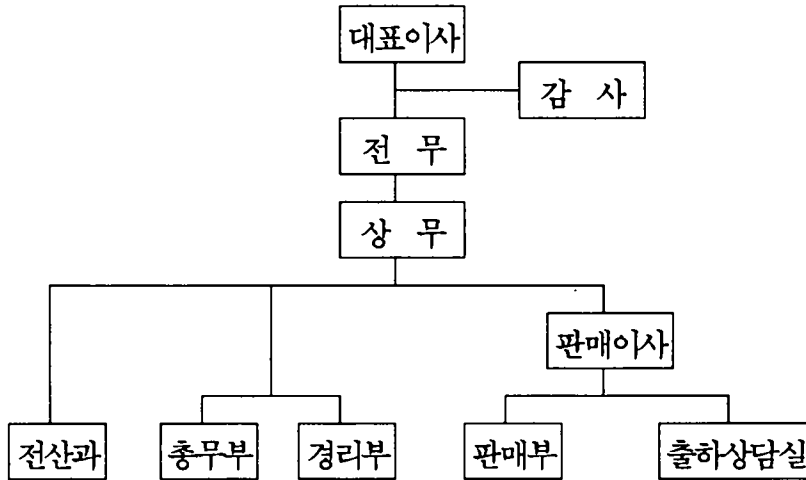 대표이사
감 사
전 무
상 무
판매이사
전산과 총무부 경리부 판매부 출하상담실